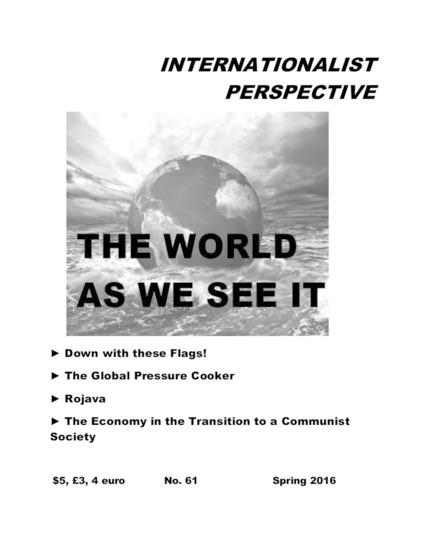 INTERNATIONALIST
PERSPECTIVE
THE WORLD
AS WE SEE IT
► Down with these Flags!
► The Global Pressure Cooker
► Rojava
► The Economy in the Transition to a Communist
Society
$5, £3, 4 euro No. 61 Spring 2016